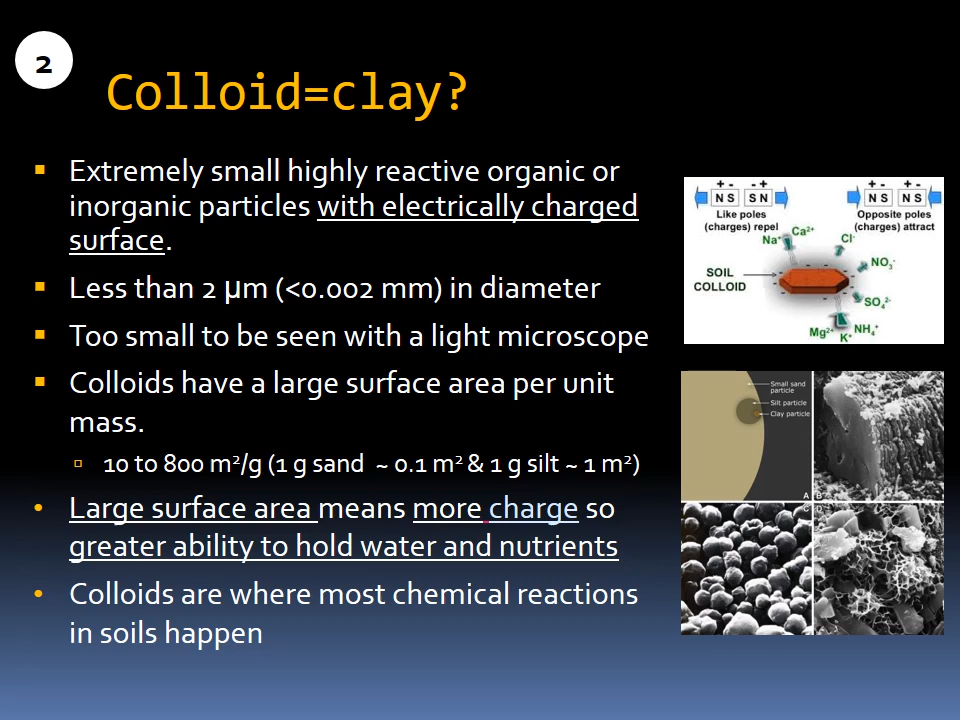 2
Colloid=clay?
▪ Extremely small highly reactive organic or
inorganic particles with electrically charged
surface.
▪ Less than 2 µm (<0.002 mm) in diameter
▪ Too small to be seen with a light microscope
▪ Colloids have a large surface area per unit
mass.
▫ 10 to 800 m²/g (1 g sand ~ 0.1 m² & 1 g silt ~ 1 m²)
• Large surface area means more charge so
greater ability to hold water and nutrients
• Colloids are where most chemical reactions
in soils happen
+ - - +
N S S N
Like poles
(charges) repel
+ - + -
N S N S
Opposite poles
(charges) attract
Na⁺ Ca²⁺
Cl⁻
NO₃⁻
SOIL
COLLOID
SO₄²⁻
Mg²⁺ K⁺ NH₄⁺
Small sand
particle
Silt particle
Clay particle
A B
C D